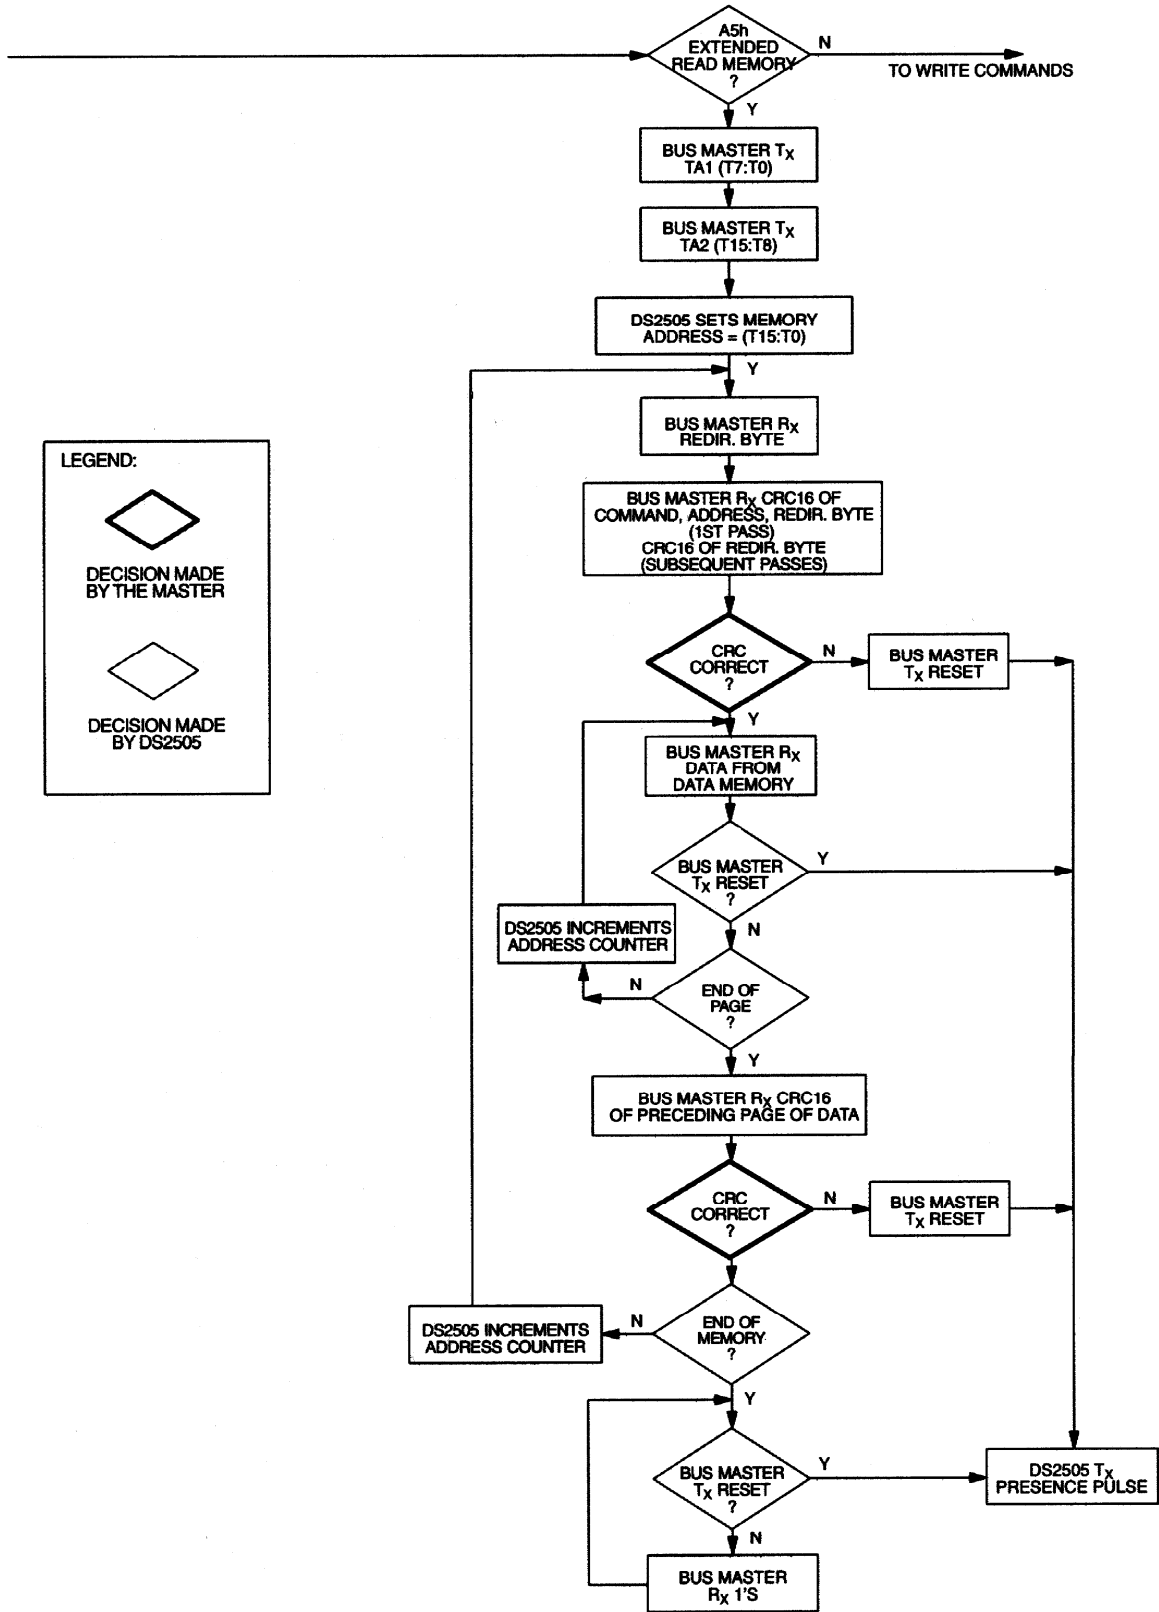 A5h
EXTENDED
READ MEMORY
?
N
TO WRITE COMMANDS
Y
BUS MASTER TX
TA1 (T7:T0)
BUS MASTER TX
TA2 (T15:T8)
DS2505 SETS MEMORY
ADDRESS = (T15:T0)
Y
BUS MASTER RX
REDIR. BYTE
LEGEND:
DECISION MADE
BY THE MASTER
DECISION MADE
BY DS2505
BUS MASTER RX CRC16 OF
COMMAND, ADDRESS, REDIR. BYTE
(1ST PASS)
CRC16 OF REDIR. BYTE
(SUBSEQUENT PASSES)
CRC
CORRECT
?
N
BUS MASTER
TX RESET
Y
BUS MASTER RX
DATA FROM
DATA MEMORY
BUS MASTER
TX RESET
?
Y
N
DS2505 INCREMENTS
ADDRESS COUNTER
END OF
PAGE
?
N
Y
BUS MASTER RX CRC16
OF PRECEDING PAGE OF DATA
CRC
CORRECT
?
N
BUS MASTER
TX RESET
END OF
MEMORY
?
N
DS2505 INCREMENTS
ADDRESS COUNTER
Y
BUS MASTER
TX RESET
?
Y
DS2505 TX
PRESENCE PULSE
N
BUS MASTER
RX 1'S